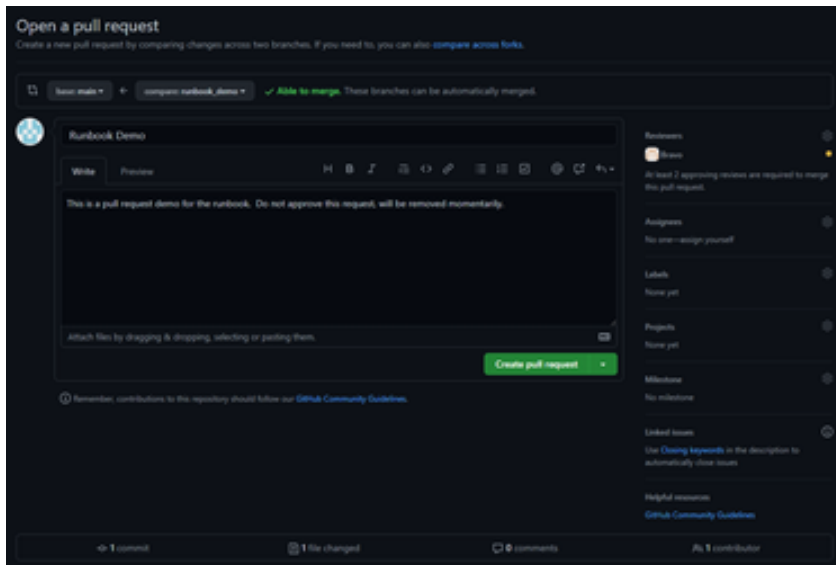 Open a pull request
Create a new pull request by comparing changes across two branches. If you need to, you can also compare across forks.
base: main ← compare: runbook_demo ✓ Able to merge. These branches can be automatically merged.
Runbook Demo
Write Preview
This is a pull request demo for the runbook. Do not approve this request, will be removed momentarily.
Attach files by dragging & dropping, selecting or pasting them.
Create pull request
Remember, contributions to this repository should follow our GitHub Community Guidelines.
Reviewers
Bravo
At least 2 approving reviews are required to merge
this pull request.
Assignees
No one—assign yourself
Labels
None yet
Projects
None yet
Milestone
No milestone
Linked issues
Use Closing keywords in the description to
automatically close issues
Helpful resources
GitHub Community Guidelines
1 commit 1 file changed 0 comments 1 contributor